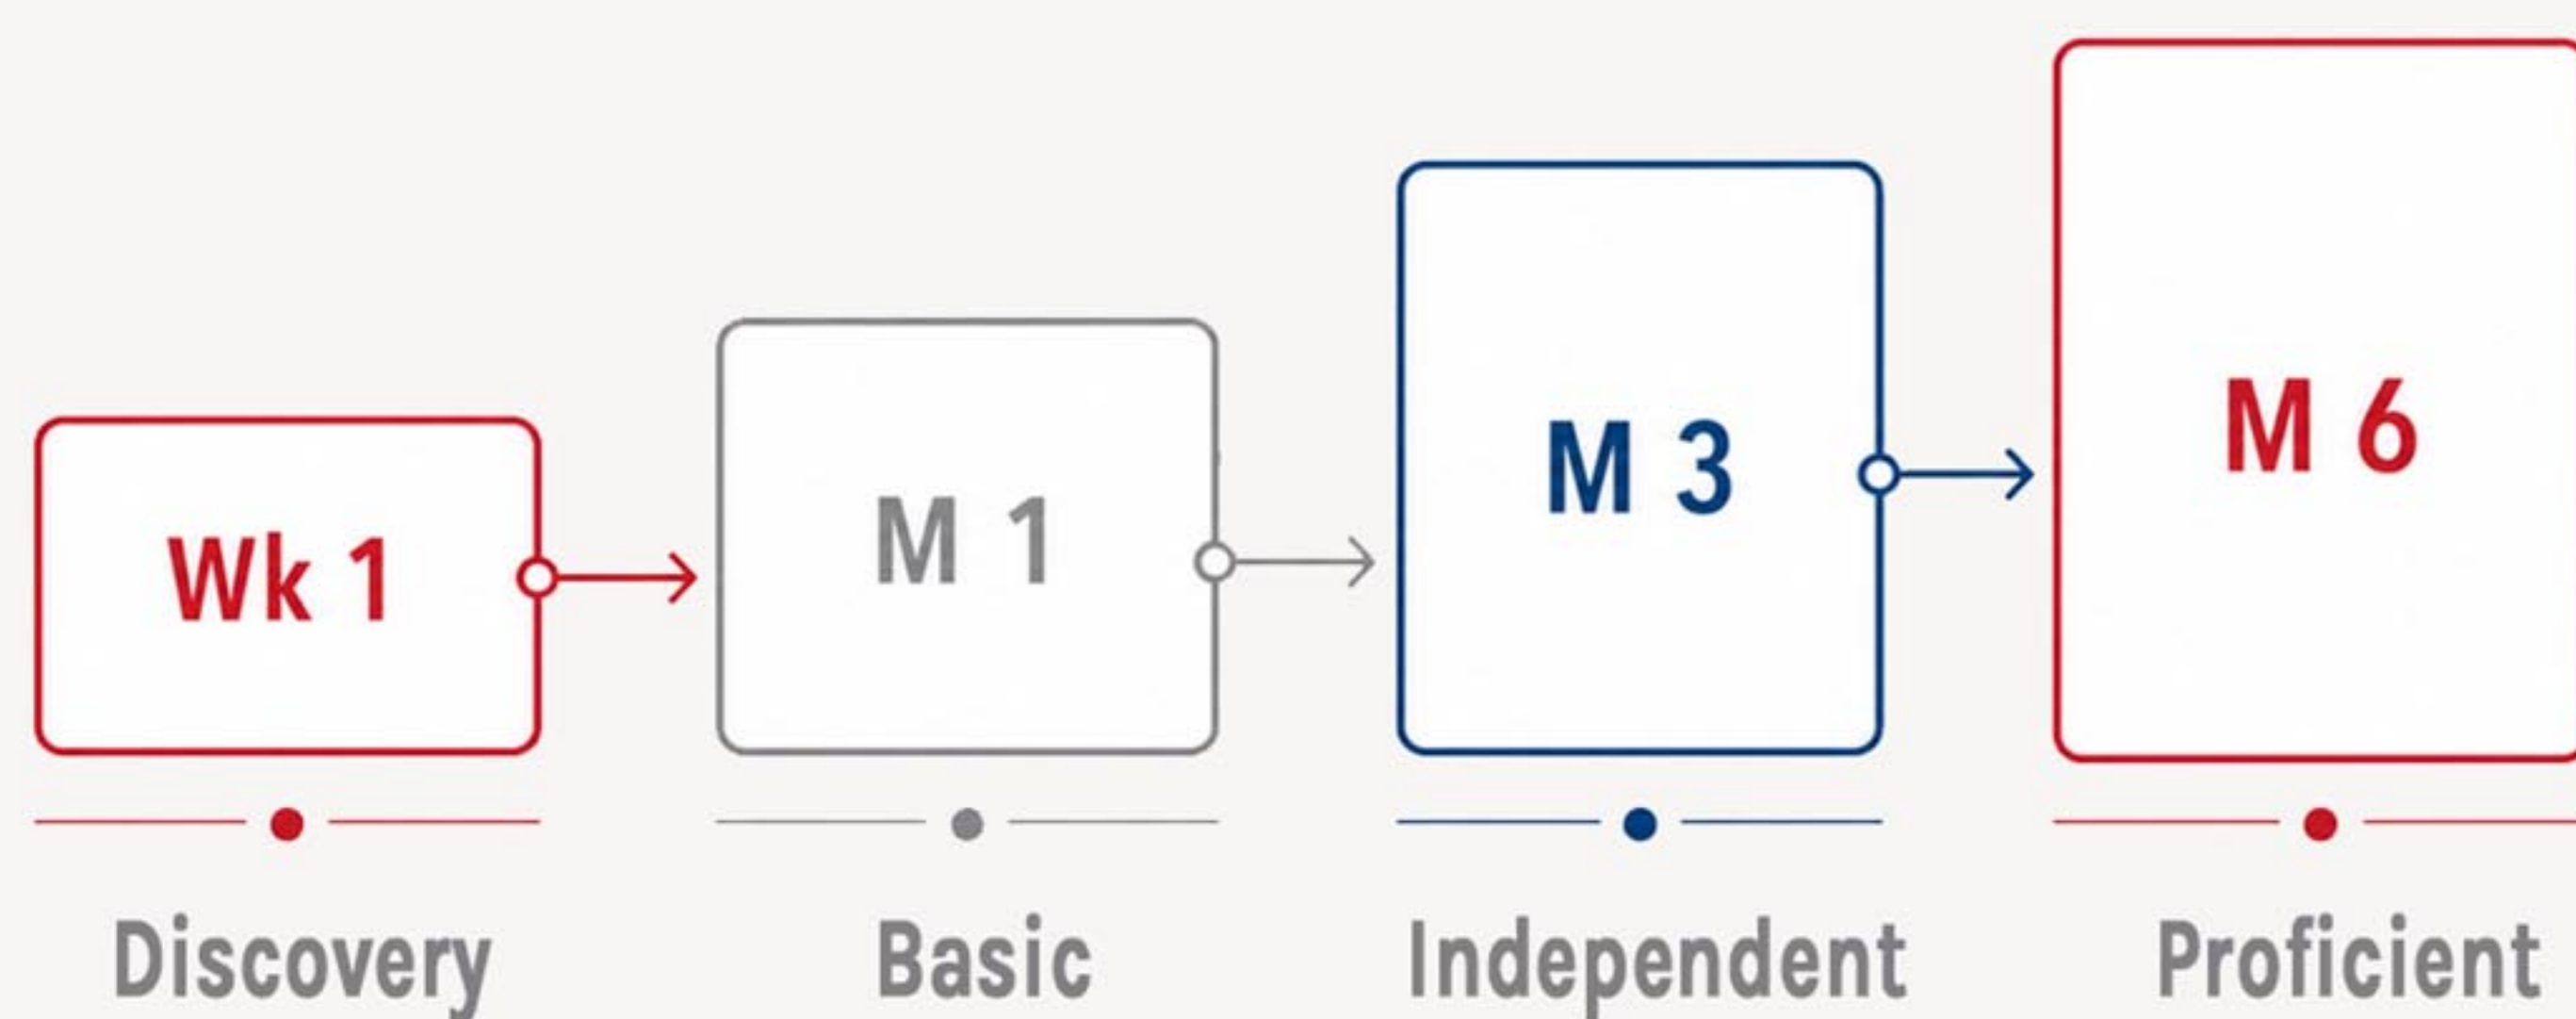 Wk 1
M 1
M 3
M 6
Discovery
Basic
Independent
Proficient